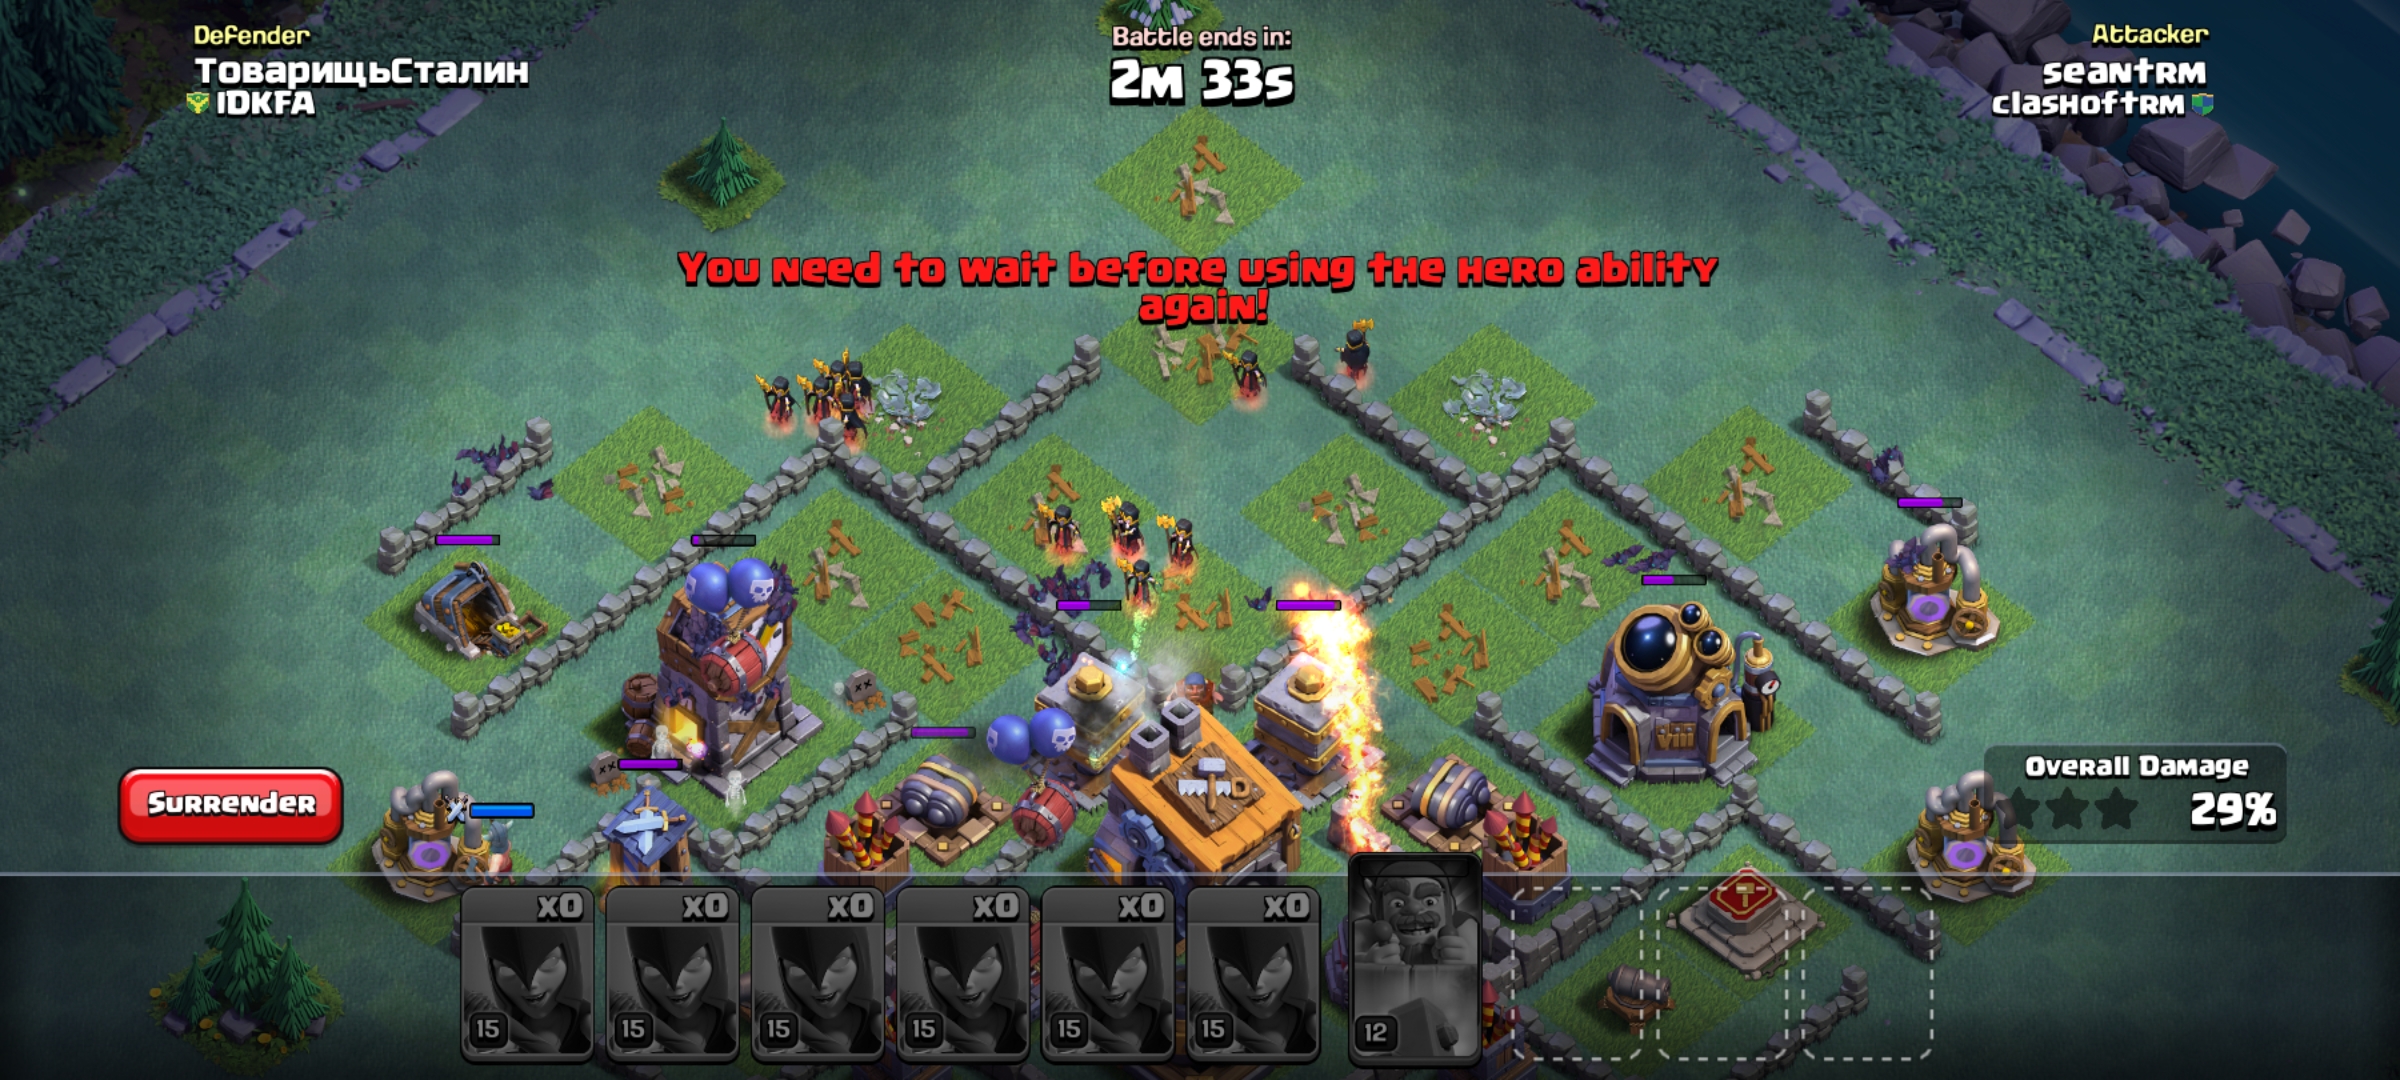 Defender
ТоварищьСталин
IDKFA
Battle ends in:
2M 33s
Attacker
seantRM
clashoftRM
You need to wait before using the Hero ability
again!
VIII
Surrender
Overall Damage
29%
x0
x0
x0
x0
x0
x0
15
15
15
15
15
15
12